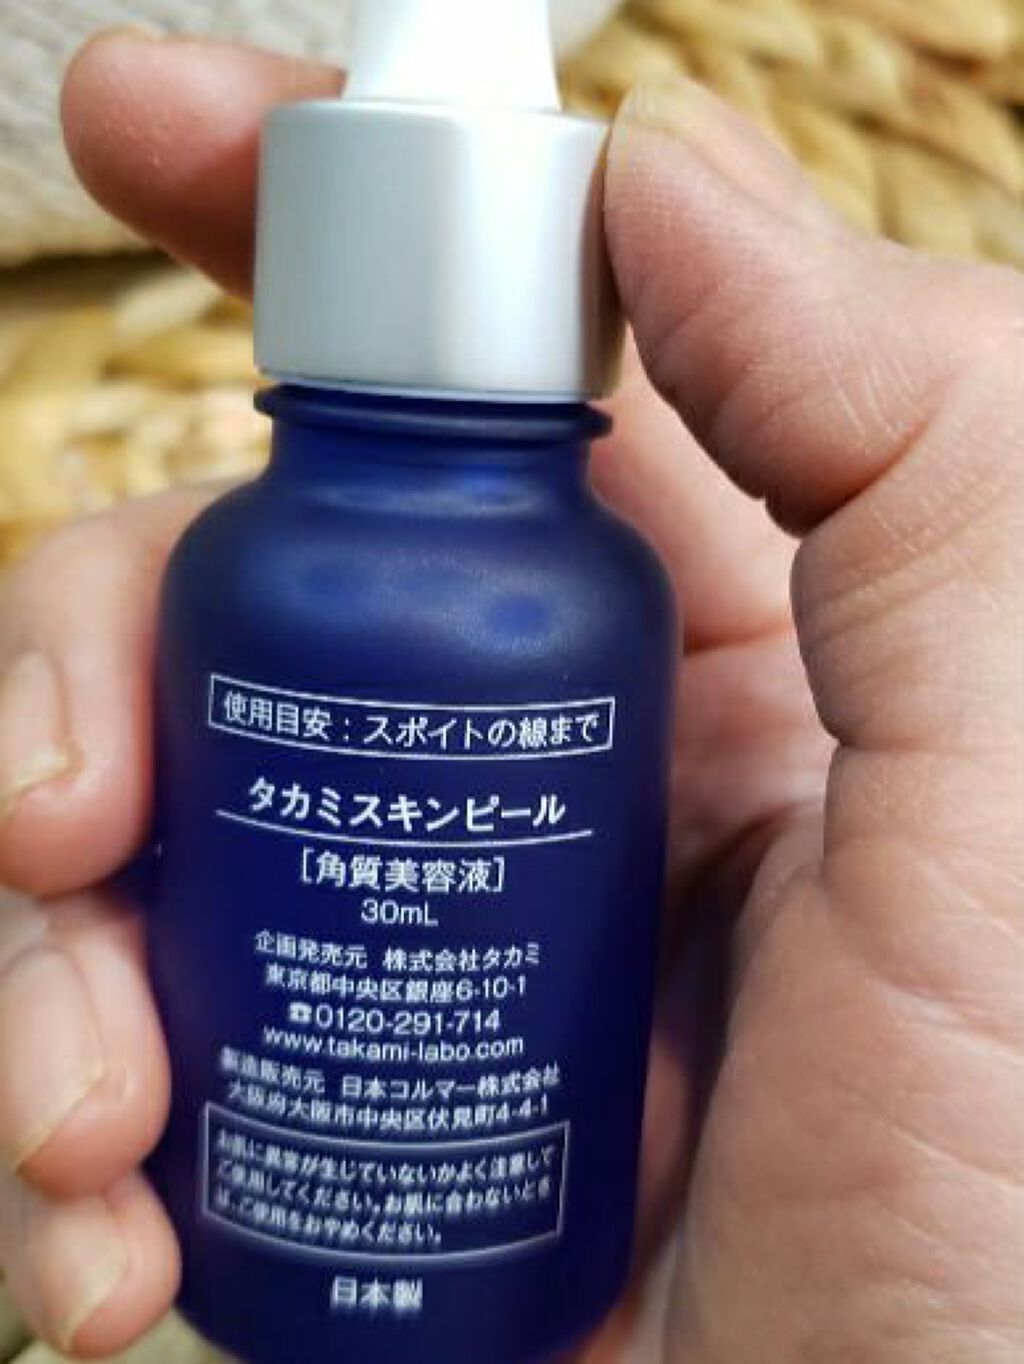 使用目安：スポイトの線まで
タカミスキンピール
［角質美容液］
30mL
企画発売元 株式会社タカミ
東京都中央区銀座6-10-1
☎0120-291-714
www.takami-labo.com
製造販売元 日本コルマー株式会社
大阪府大阪市中央区伏見町4-4-1
お肌に異常が生じていないかよく注意して
ご使用してください。お肌に合わないとき
は、ご使用をおやめください。
日本製